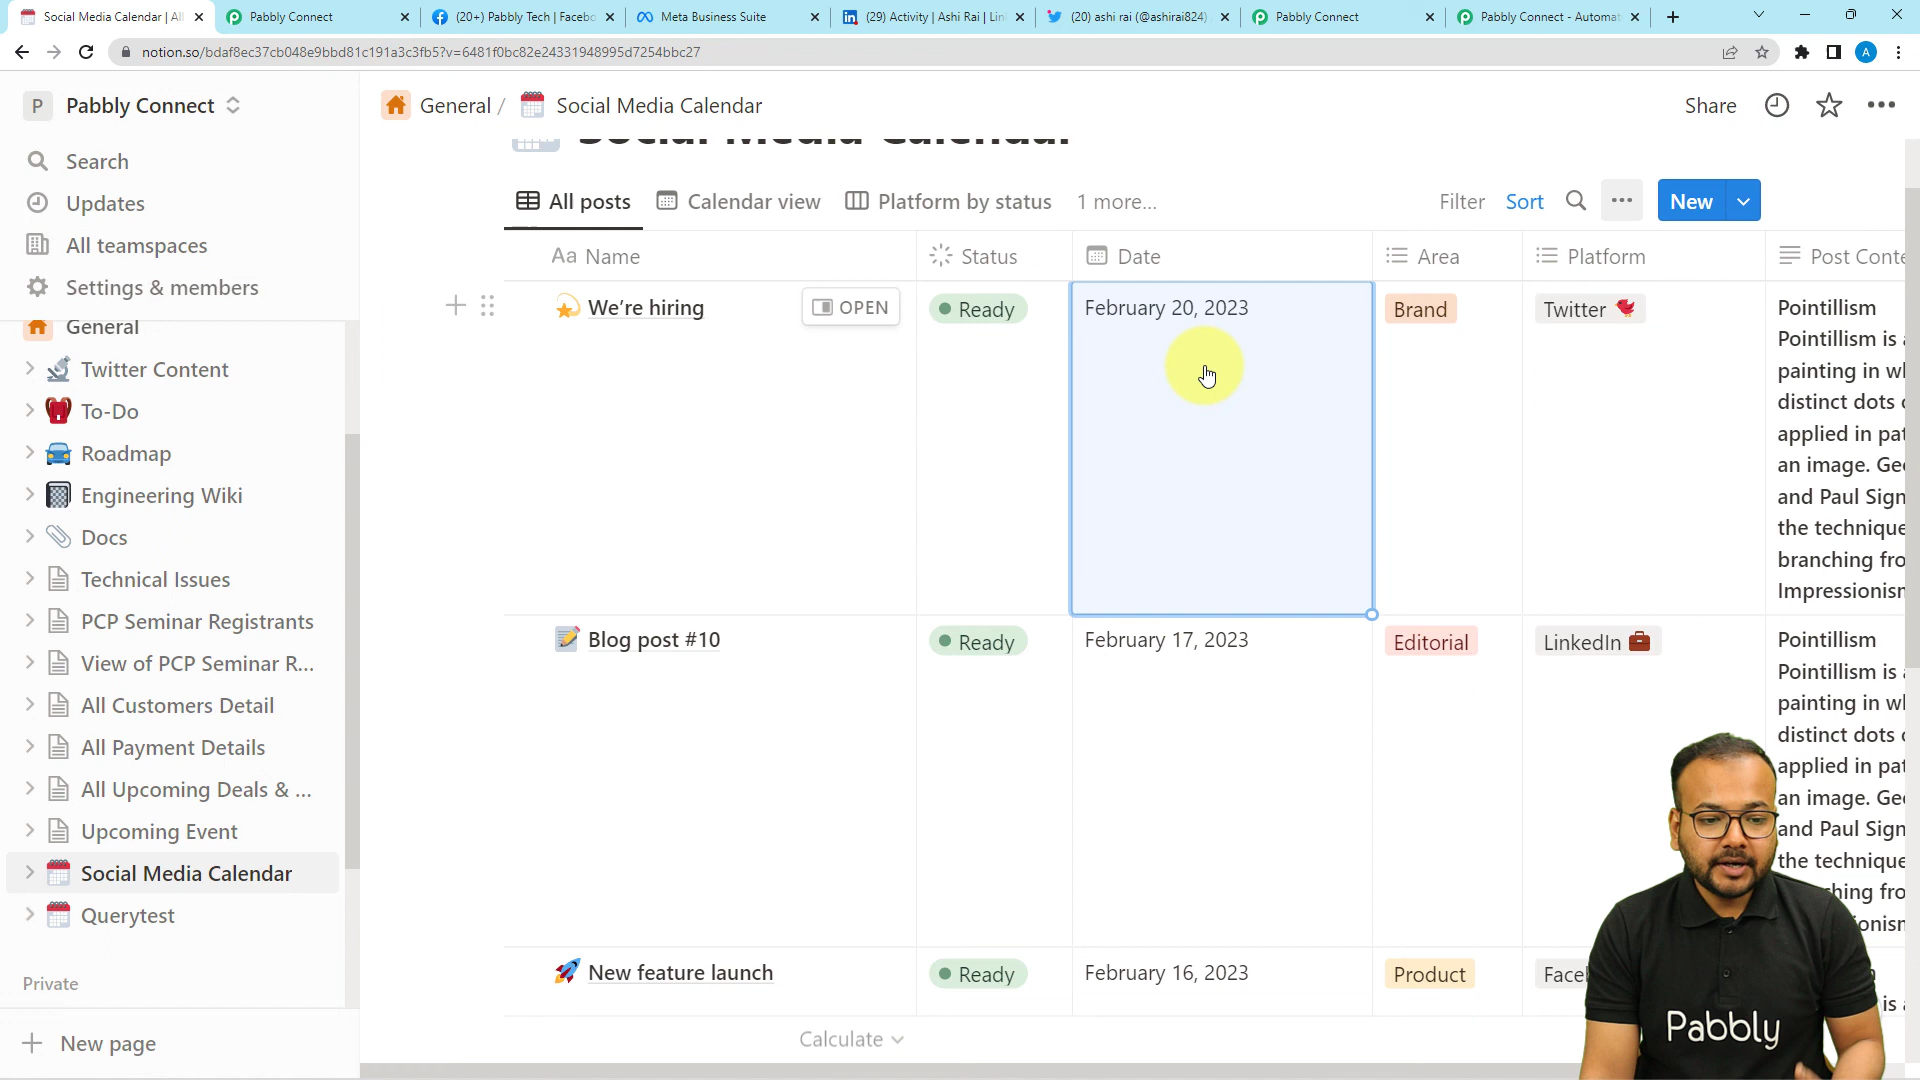 Social Media Calendar | Al
Pabbly Connect
(20+) Pabbly Tech | Facebo
Meta Business Suite
(29) Activity | Ashi Rai | Lin
(20) ashi rai (@ashirai824)
Pabbly Connect
Pabbly Connect - Automat
notion.so/bdaf8ec37cb048e9bbd81c191a3c3fb5?v=6481f0bc82e24331948995d7254bbc27
A
P Pabbly Connect
General / Social Media Calendar
Share
Search
Updates
All teamspaces
Settings & members
General
Twitter Content
To-Do
Roadmap
Engineering Wiki
Docs
Technical Issues
PCP Seminar Registrants
View of PCP Seminar R...
All Customers Detail
All Payment Details
All Upcoming Deals & ...
Upcoming Event
Social Media Calendar
Querytest
Private
New page
Social Media Calendar
All posts
Calendar view
Platform by status
1 more...
Filter
Sort
New
Aa Name
Status
Date
Area
Platform
Post Conte
We're hiring
OPEN
Ready
February 20, 2023
Brand
Twitter
Pointillism
Pointillism is a
painting in wh
distinct dots o
applied in pat
an image. Geo
and Paul Sign
the technique
branching fro
Impressionism
Blog post #10
Ready
February 17, 2023
Editorial
LinkedIn
Pointillism
Pointillism is a
painting in wh
distinct dots o
applied in pat
an image. Geo
and Paul Sign
the technique
New feature launch
Ready
February 16, 2023
Product
Calculate
Pabbly